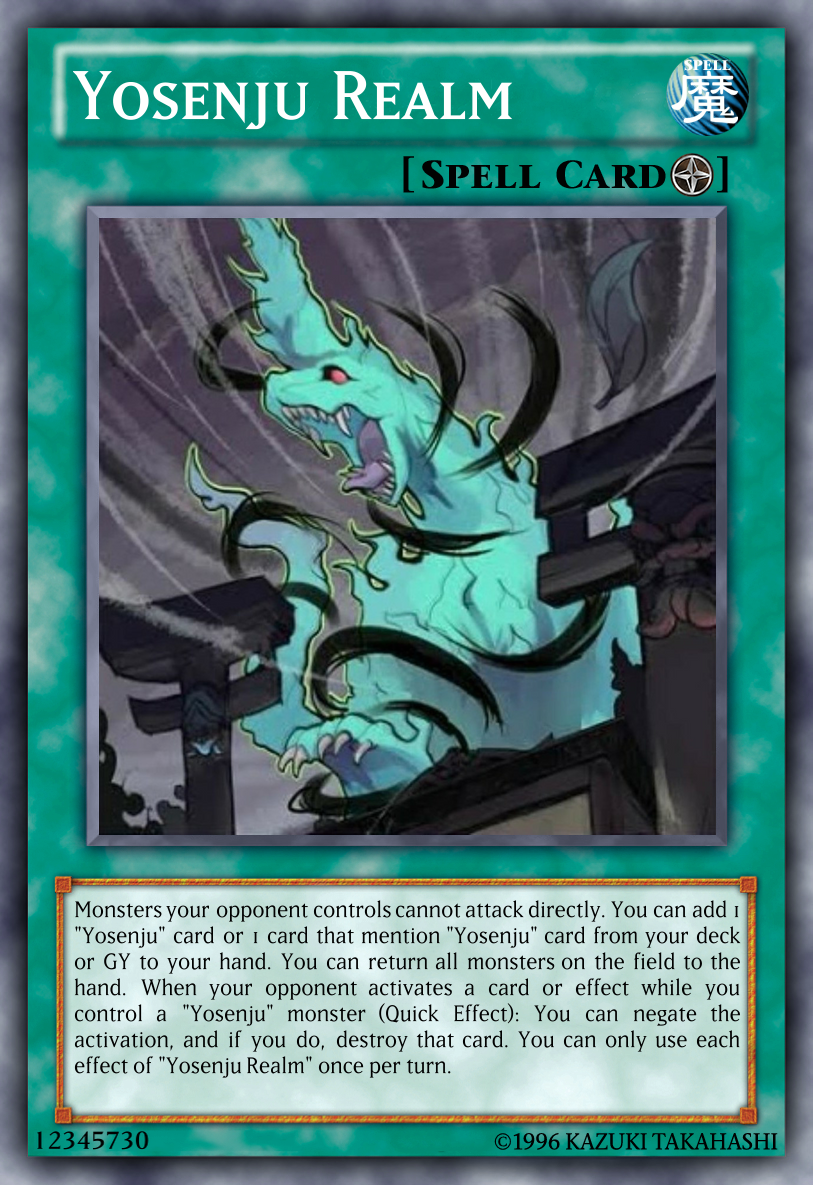 Yosenju Realm
SPELL
魔
[Spell Card]
Monsters your opponent controls cannot attack directly. You can add 1
"Yosenju" card or 1 card that mention "Yosenju" card from your deck
or GY to your hand. You can return all monsters on the field to the
hand. When your opponent activates a card or effect while you
control a "Yosenju" monster (Quick Effect): You can negate the
activation, and if you do, destroy that card. You can only use each
effect of "Yosenju Realm" once per turn.
12345730
©1996 KAZUKI TAKAHASHI